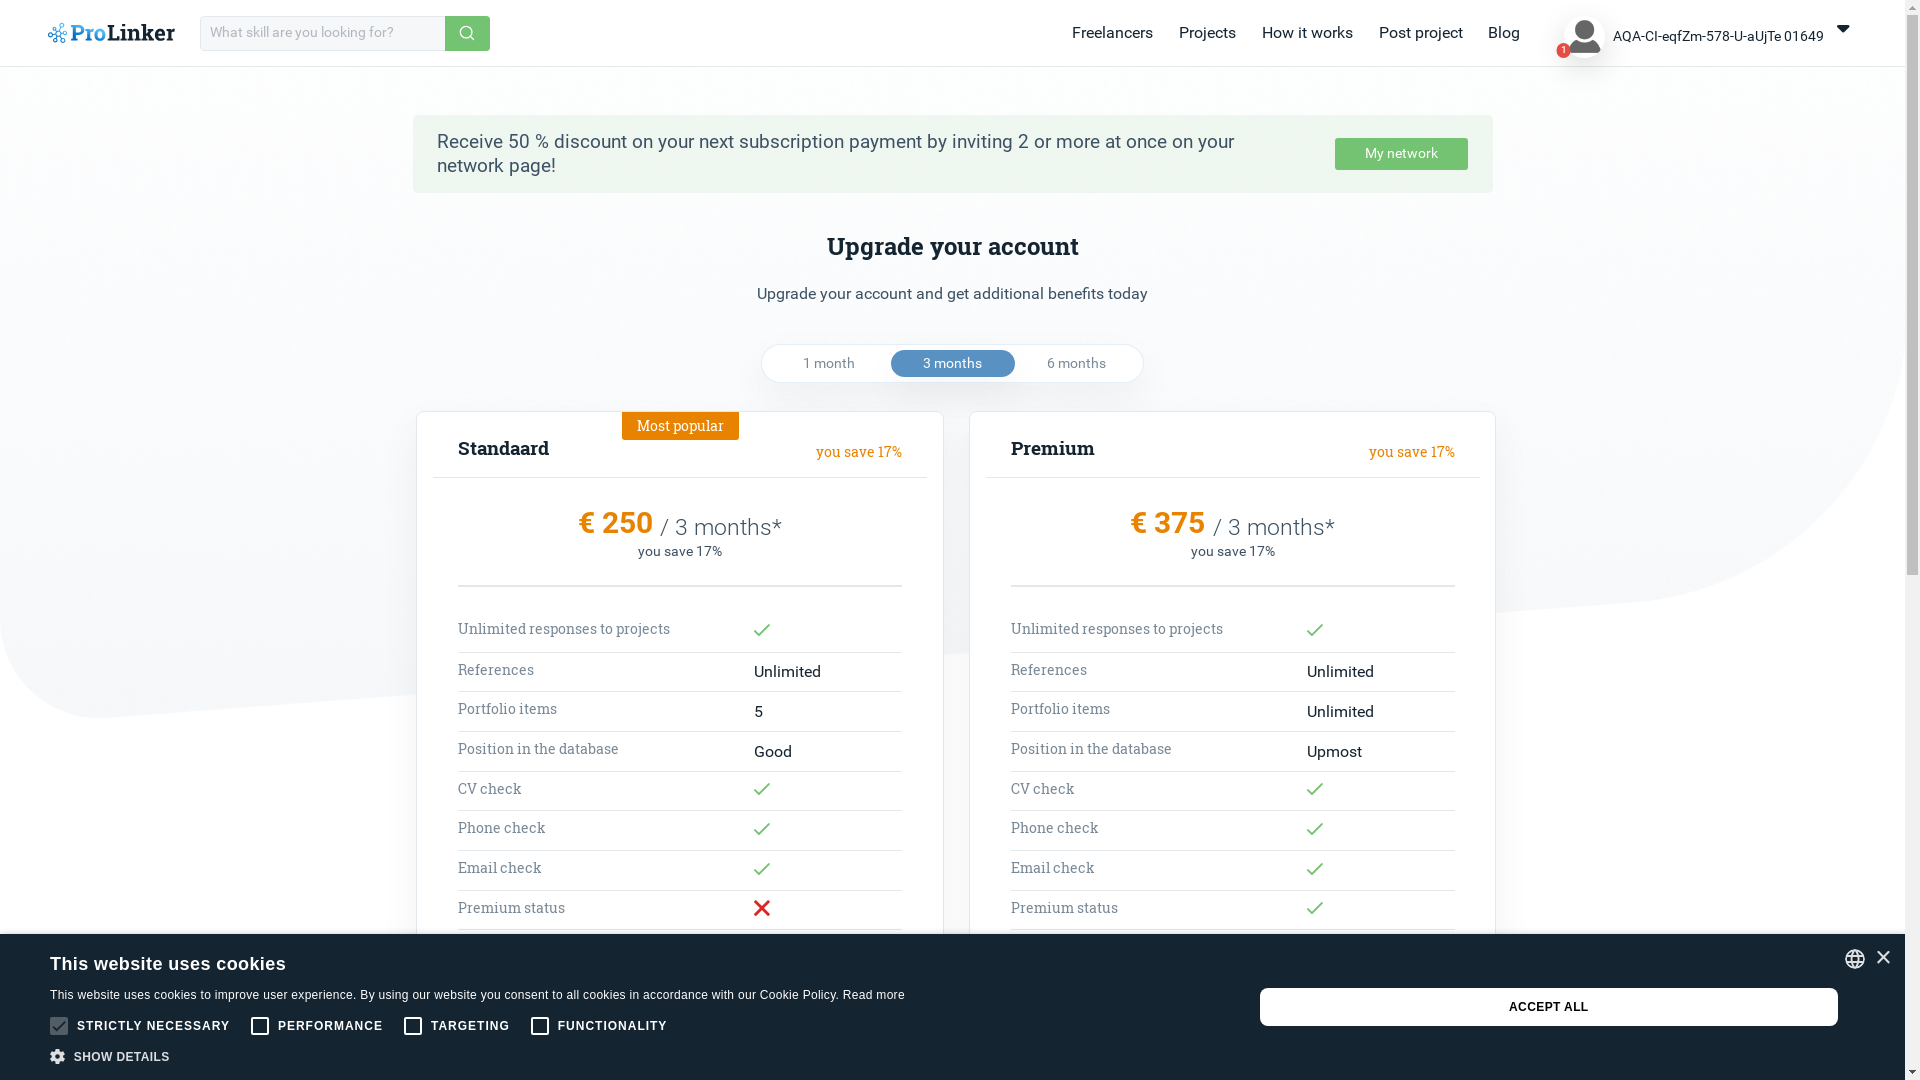 ProLinker
What skill are you looking for?
Freelancers
Projects
How it works
Post project
Blog
1
AQA-CI-eqfZm-578-U-aUjTe 01649
Receive 50 % discount on your next subscription payment by inviting 2 or more at once on your
network page!
My network
Upgrade your account
Upgrade your account and get additional benefits today
1 month
3 months
6 months
Most popular
Standaard
you save 17%
€ 250 / 3 months*
you save 17%
Unlimited responses to projects
References Unlimited
Portfolio items 5
Position in the database Good
CV check
Phone check
Email check
Premium status
Premium
you save 17%
€ 375 / 3 months*
you save 17%
Unlimited responses to projects
References Unlimited
Portfolio items Unlimited
Position in the database Upmost
CV check
Phone check
Email check
Premium status
This website uses cookies
This website uses cookies to improve user experience. By using our website you consent to all cookies in accordance with our Cookie Policy. Read more
STRICTLY NECESSARY
PERFORMANCE
TARGETING
FUNCTIONALITY
SHOW DETAILS
ACCEPT ALL